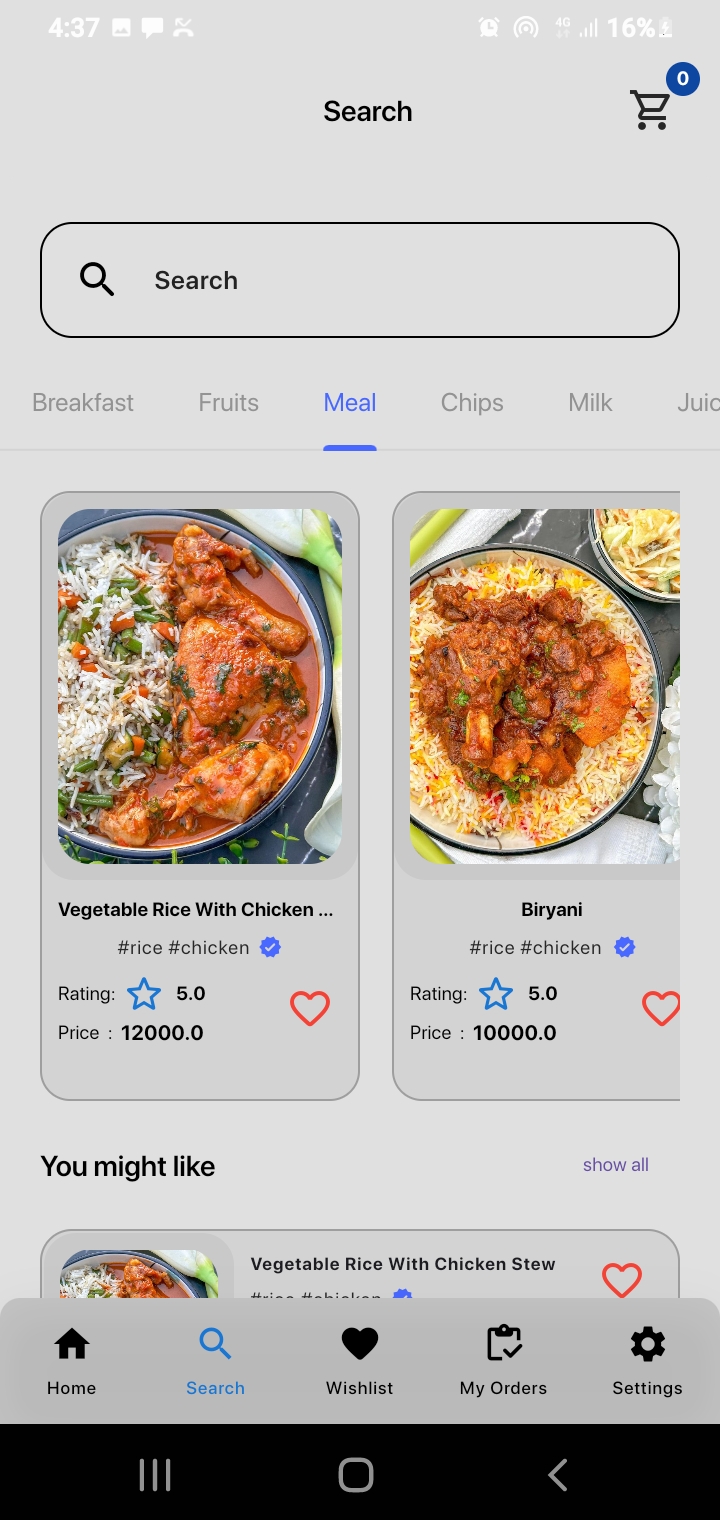 4:37
4G
16%
0
Search
Search
Breakfast Fruits Meal Chips Milk Juic
Vegetable Rice With Chicken ...
#rice #chicken
Rating: 5.0
Price : 12000.0
Biryani
#rice #chicken
Rating: 5.0
Price : 10000.0
You might like
show all
Vegetable Rice With Chicken Stew
#rice #chicken
Home Search Wishlist My Orders Settings